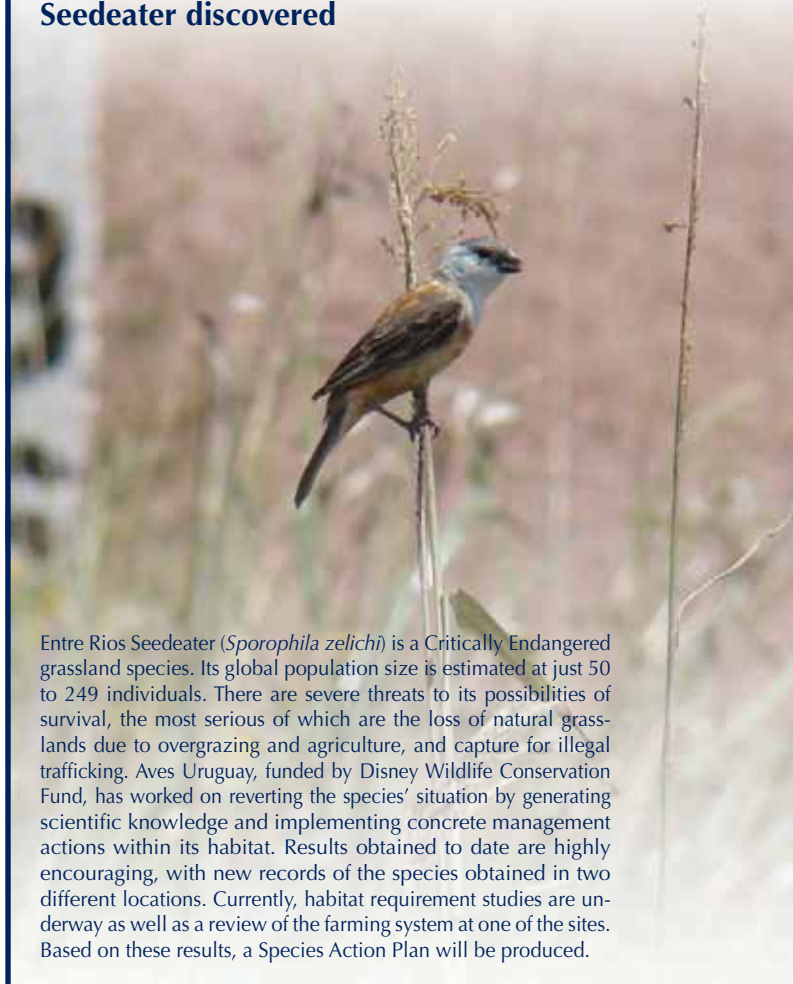 Seedeater discovered
Entre Rios Seedeater (Sporophila zelichi) is a Critically Endangered
grassland species. Its global population size is estimated at just 50
to 249 individuals. There are severe threats to its possibilities of
survival, the most serious of which are the loss of natural grass-
lands due to overgrazing and agriculture, and capture for illegal
trafficking. Aves Uruguay, funded by Disney Wildlife Conservation
Fund, has worked on reverting the species' situation by generating
scientific knowledge and implementing concrete management
actions within its habitat. Results obtained to date are highly
encouraging, with new records of the species obtained in two
different locations. Currently, habitat requirement studies are un-
derway as well as a review of the farming system at one of the sites.
Based on these results, a Species Action Plan will be produced.